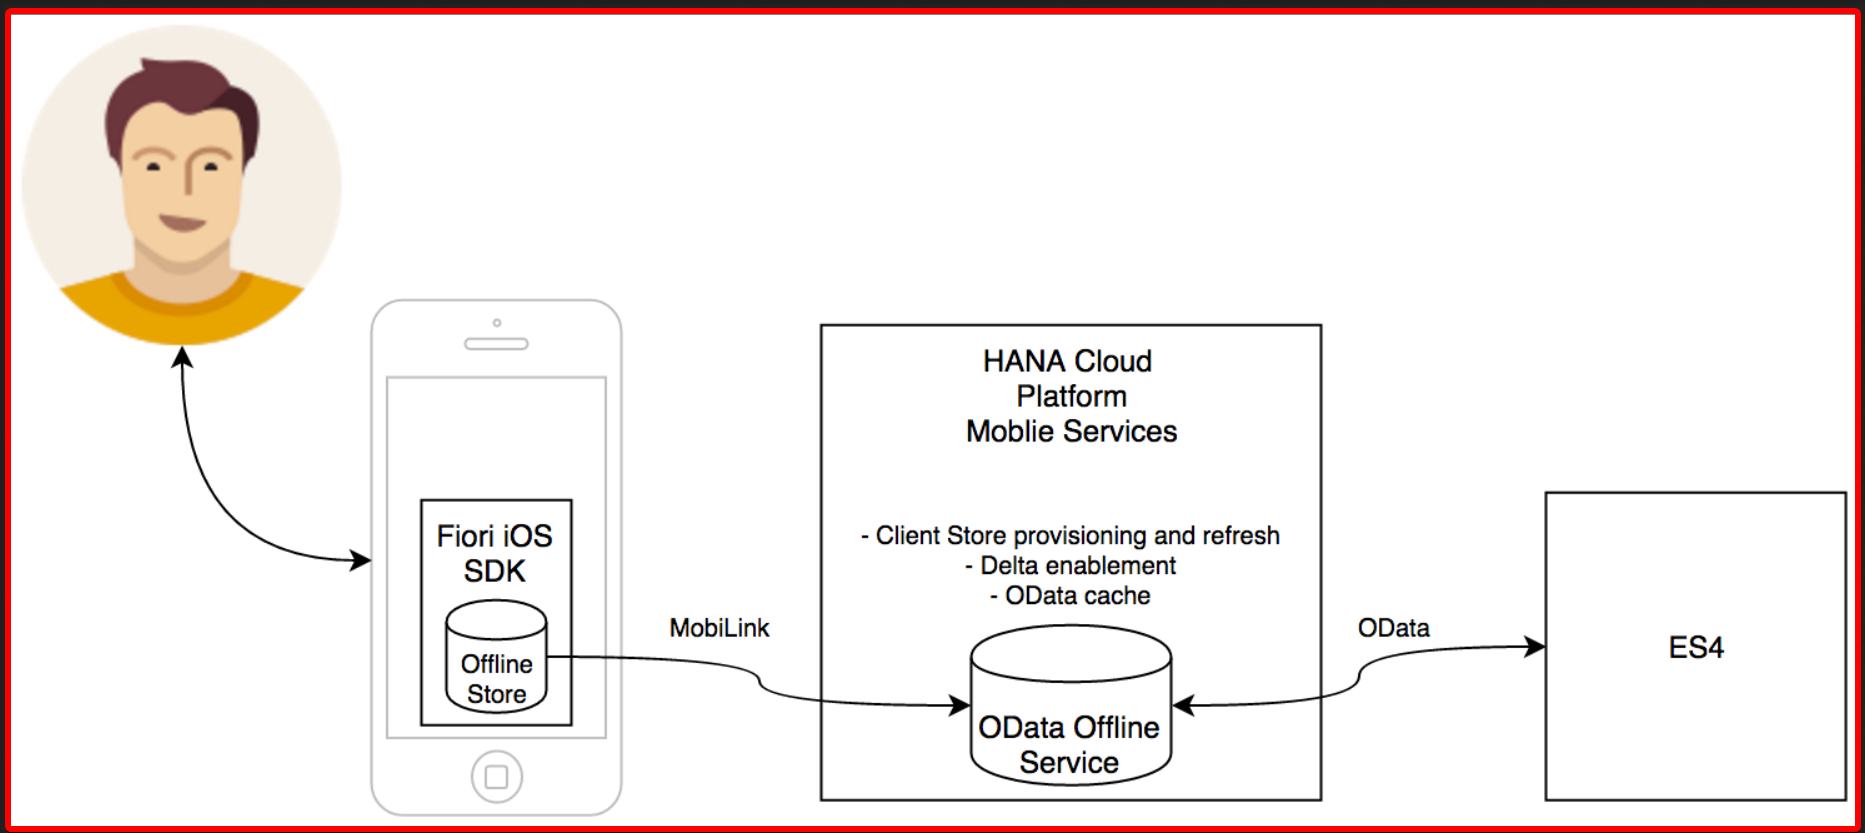 HANA Cloud
Platform
Moblie Services
- Client Store provisioning and refresh
- Delta enablement
- OData cache
Fiori iOS
SDK
Offline
Store
MobiLink
OData Offline
Service
OData
ES4